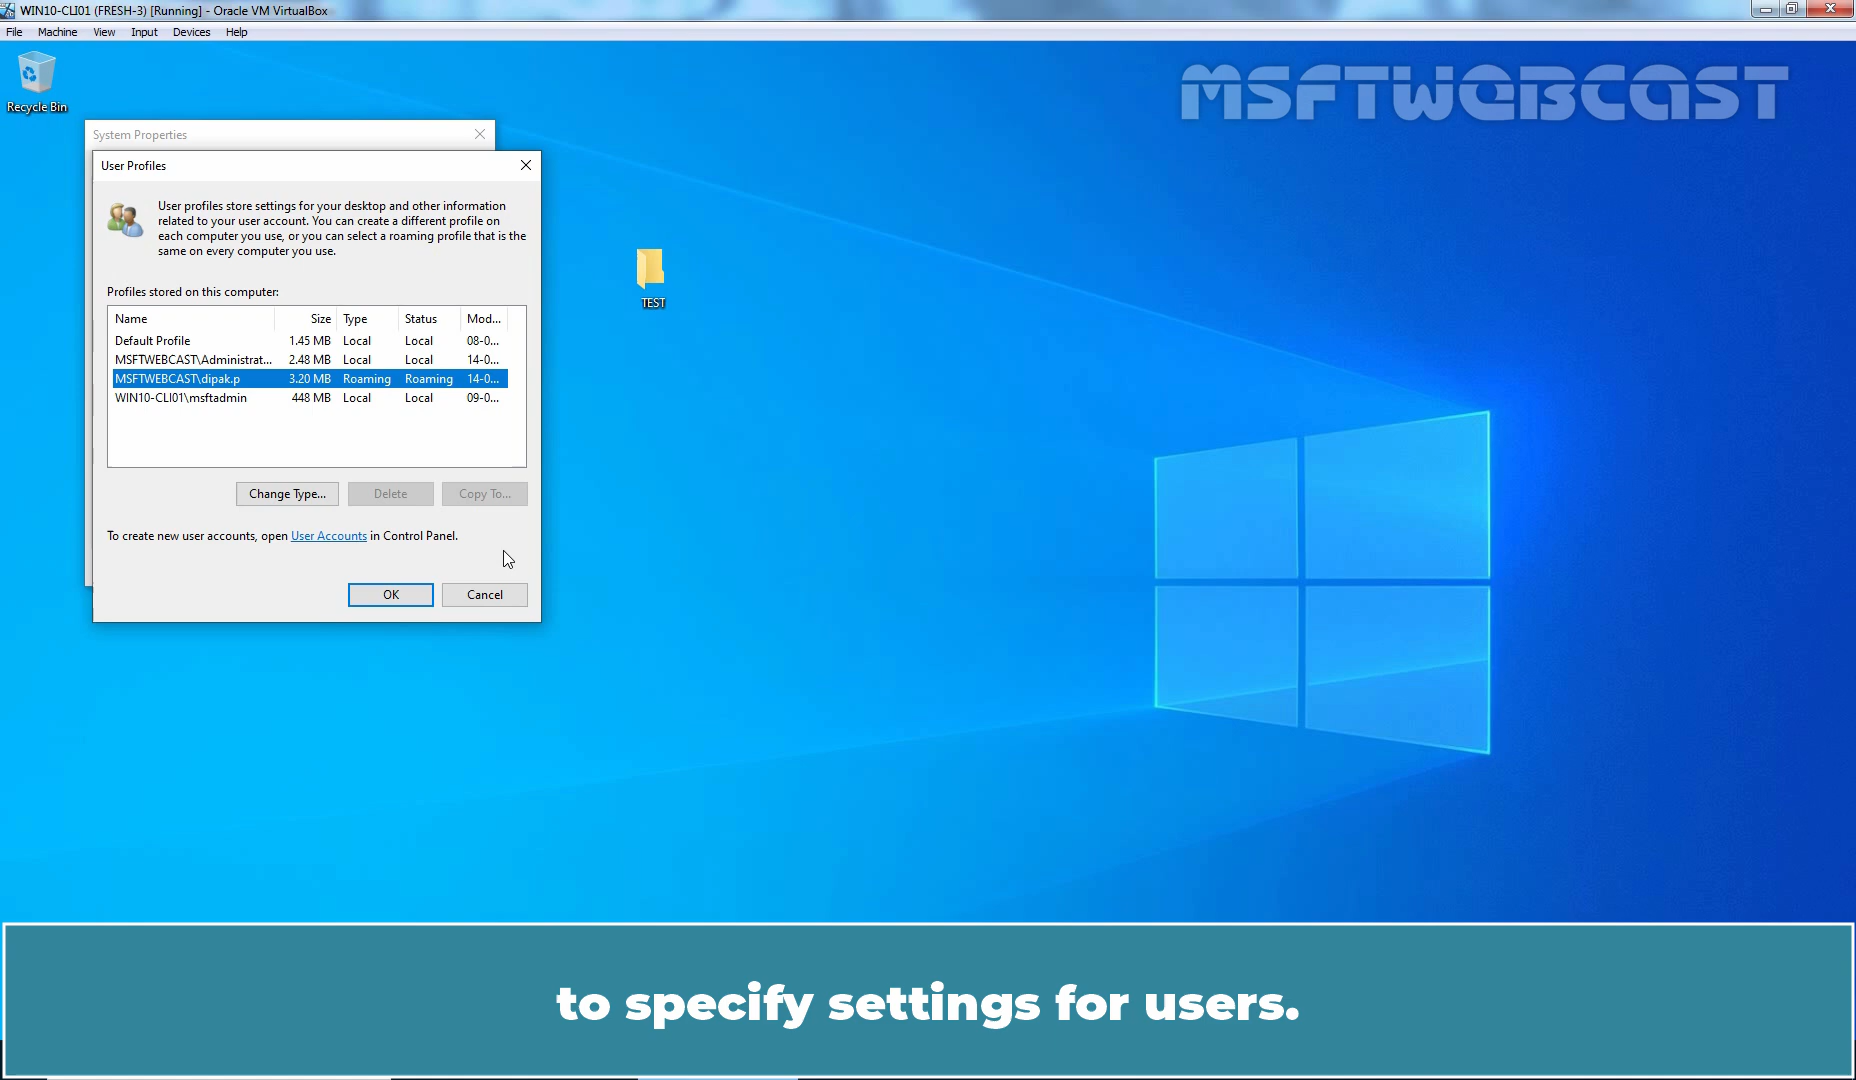 WIN10-CLI01 (FRESH-3) [Running] - Oracle VM VirtualBox
File Machine View Input Devices Help
Recycle Bin
MSFTWEBCAST
System Properties
User Profiles
User profiles store settings for your desktop and other information
related to your user account. You can create a different profile on
each computer you use, or you can select a roaming profile that is the
same on every computer you use.
TEST
Profiles stored on this computer:
Name Size Type Status Mod...
Default Profile 1.45 MB Local Local 08-0...
MSFTWEBCAST\Administrat... 2.48 MB Local Local 14-0...
MSFTWEBCAST\dipak.p 3.20 MB Roaming Roaming 14-0...
WIN10-CLI01\msftadmin 448 MB Local Local 09-0...
Change Type... Delete Copy To...
To create new user accounts, open User Accounts in Control Panel.
OK Cancel
to specify settings for users.